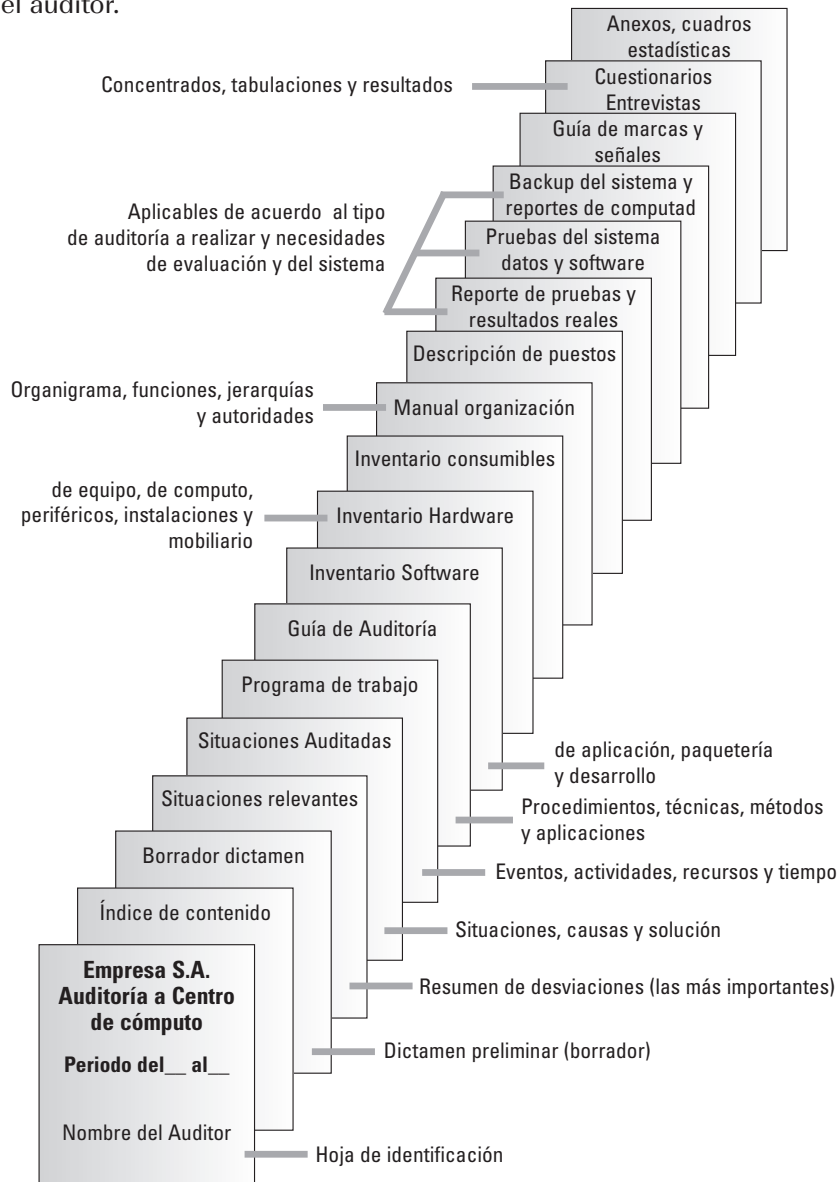 el auditor.
Anexos, cuadros
estadísticas
Concentrados, tabulaciones y resultados
Cuestionarios
Entrevistas
Guía de marcas y
señales
Backup del sistema y
reportes de computad
Aplicables de acuerdo al tipo
de auditoría a realizar y necesidades
de evaluación y del sistema
Pruebas del sistema
datos y software
Reporte de pruebas y
resultados reales
Descripción de puestos
Organigrama, funciones, jerarquías
y autoridades
Manual organización
Inventario consumibles
de equipo, de computo,
periféricos, instalaciones y
mobiliario
Inventario Hardware
Inventario Software
Guía de Auditoría
Programa de trabajo
Situaciones Auditadas
de aplicación, paquetería
y desarrollo
Situaciones relevantes
Procedimientos, técnicas, métodos
y aplicaciones
Borrador dictamen
Eventos, actividades, recursos y tiempo
Índice de contenido
Situaciones, causas y solución
Empresa S.A.
Auditoría a Centro
de cómputo
Resumen de desviaciones (las más importantes)
Periodo del__ al__
Dictamen preliminar (borrador)
Nombre del Auditor
Hoja de identificación